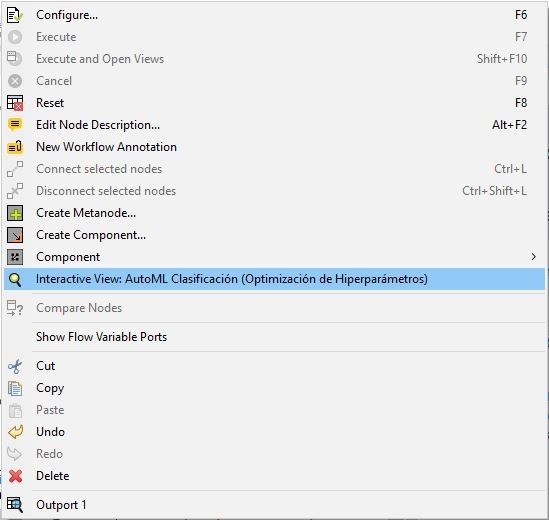 Configure... F6
Execute F7
Execute and Open Views Shift+F10
Cancel F9
Reset F8
Edit Node Description... Alt+F2
New Workflow Annotation
Connect selected nodes Ctrl+L
Disconnect selected nodes Ctrl+Shift+L
Create Metanode...
Create Component...
Component
Interactive View: AutoML Clasificación (Optimización de Hiperparámetros)
Compare Nodes
Show Flow Variable Ports
Cut
Copy
Paste
Undo
Redo
Delete
Outport 1